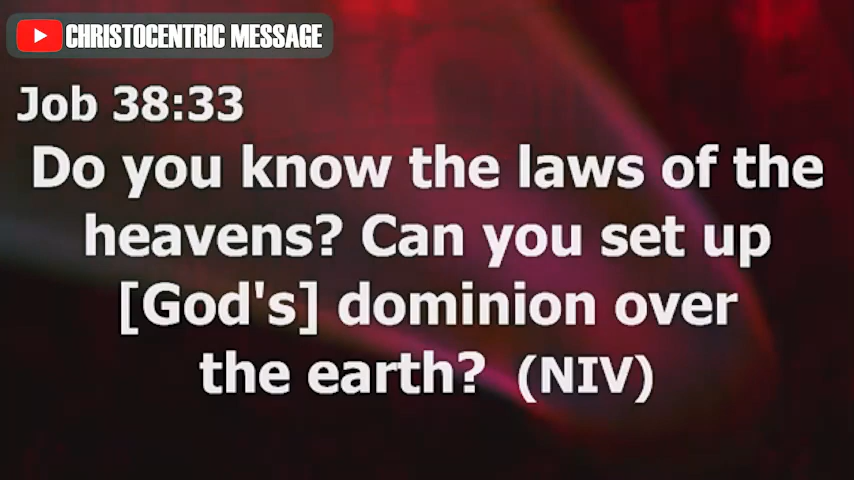 CHRISTOCENTRIC MESSAGE
Job 38:33
Do you know the laws of the
heavens? Can you set up
[God's] dominion over
the earth? (NIV)